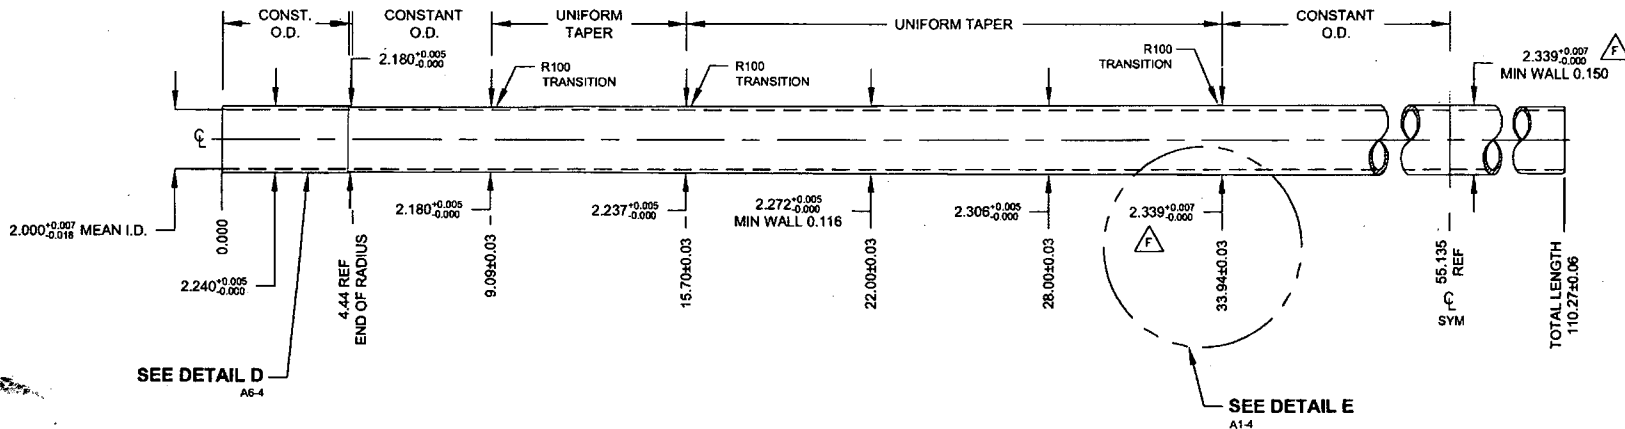 CONST.
O.D.
CONSTANT
O.D.
UNIFORM
TAPER
UNIFORM TAPER
CONSTANT
O.D.
2.180 +0.005 -0.000
R100
TRANSITION
R100
TRANSITION
R100
TRANSITION
2.339 +0.007 -0.000
MIN WALL 0.150
F
℄
2.000 +0.007 -0.018 MEAN I.D.
2.240 +0.005 -0.000
2.180 +0.005 -0.000
2.237 +0.005 -0.000
2.272 +0.005 -0.000
MIN WALL 0.116
2.306 +0.005 -0.000
2.339 +0.007 -0.000
F
0.000
4.44 REF
END OF RADIUS
9.09±0.03
15.70±0.03
22.00±0.03
28.00±0.03
33.94±0.03
55.135
REF
℄
SYM
TOTAL LENGTH
110.27±0.06
SEE DETAIL D
A6-4
SEE DETAIL E
A1-4